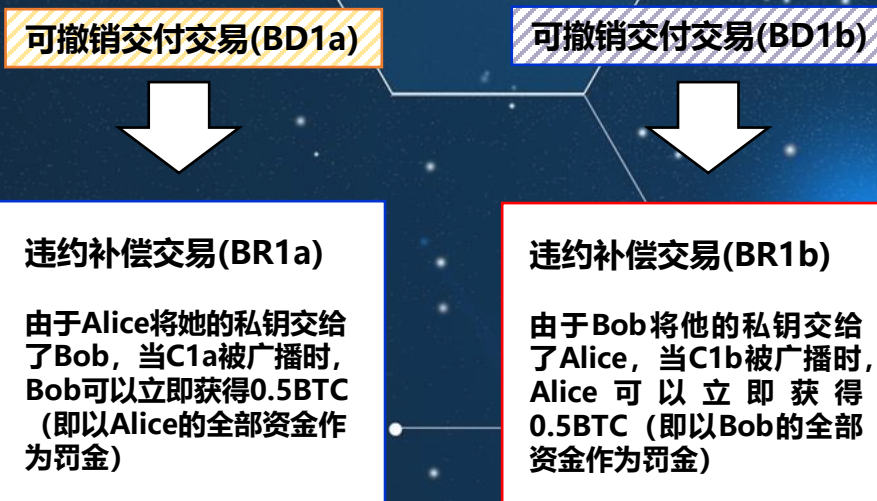 可撤销交付交易(BD1a)
可撤销交付交易(BD1b)
违约补偿交易(BR1a)
由于Alice将她的私钥交给
了Bob，当C1a被广播时，
Bob可以立即获得0.5BTC
（即以Alice的全部资金作
为罚金）
违约补偿交易(BR1b)
由于Bob将他的私钥交给
了Alice，当C1b被广播时，
Alice可以立即获得
0.5BTC（即以Bob的全部
资金作为罚金）